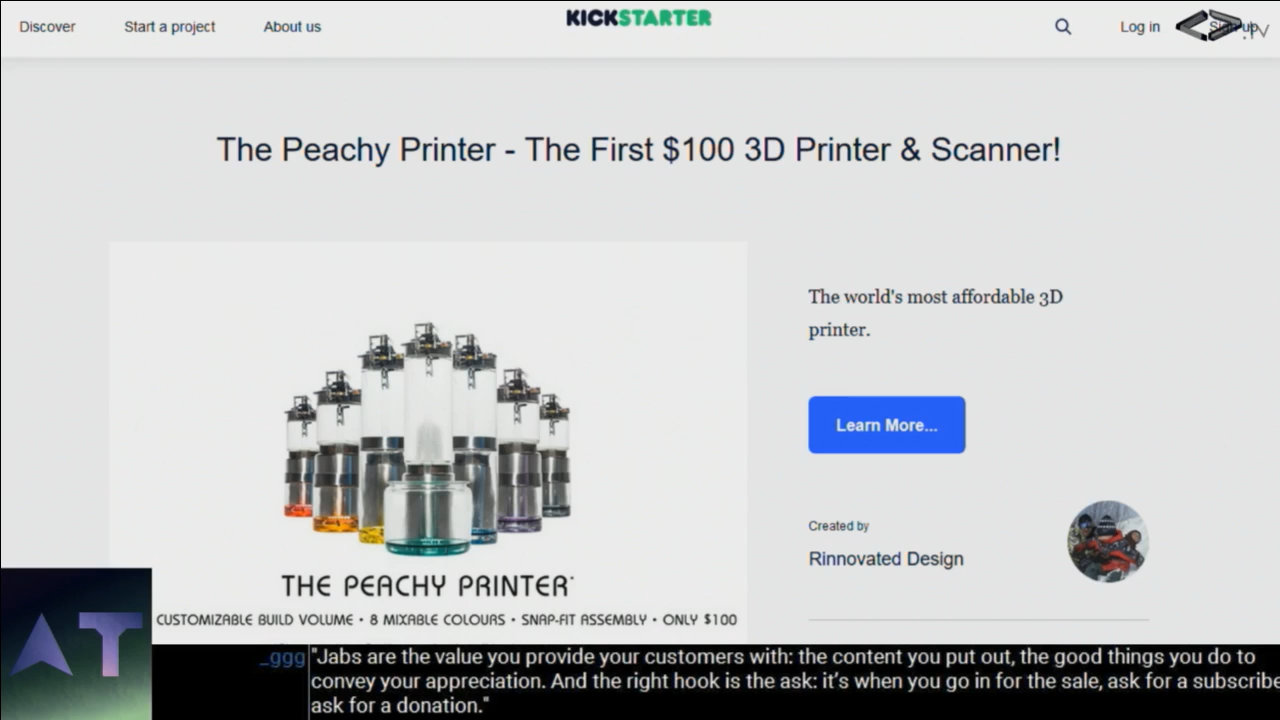 Discover Start a project About us KICKSTARTER Log in Sign up .TV
The Peachy Printer - The First $100 3D Printer & Scanner!
The world's most affordable 3D
printer.
Learn More...
Created by
Rinnovated Design
THE PEACHY PRINTER
CUSTOMIZABLE BUILD VOLUME • 8 MIXABLE COLOURS • SNAP-FIT ASSEMBLY • ONLY $100
AT
_ggg "Jabs are the value you provide your customers with: the content you put out, the good things you do to
convey your appreciation. And the right hook is the ask: it's when you go in for the sale, ask for a subscribe
ask for a donation."